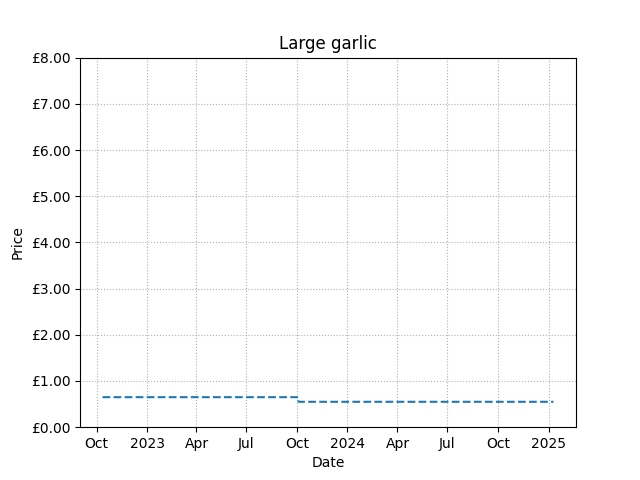 Large garlic
£8.00
£7.00
£6.00
£5.00
£4.00
£3.00
£2.00
£1.00
£0.00
Price
Oct 2023 Apr Jul Oct 2024 Apr Jul Oct 2025
Date